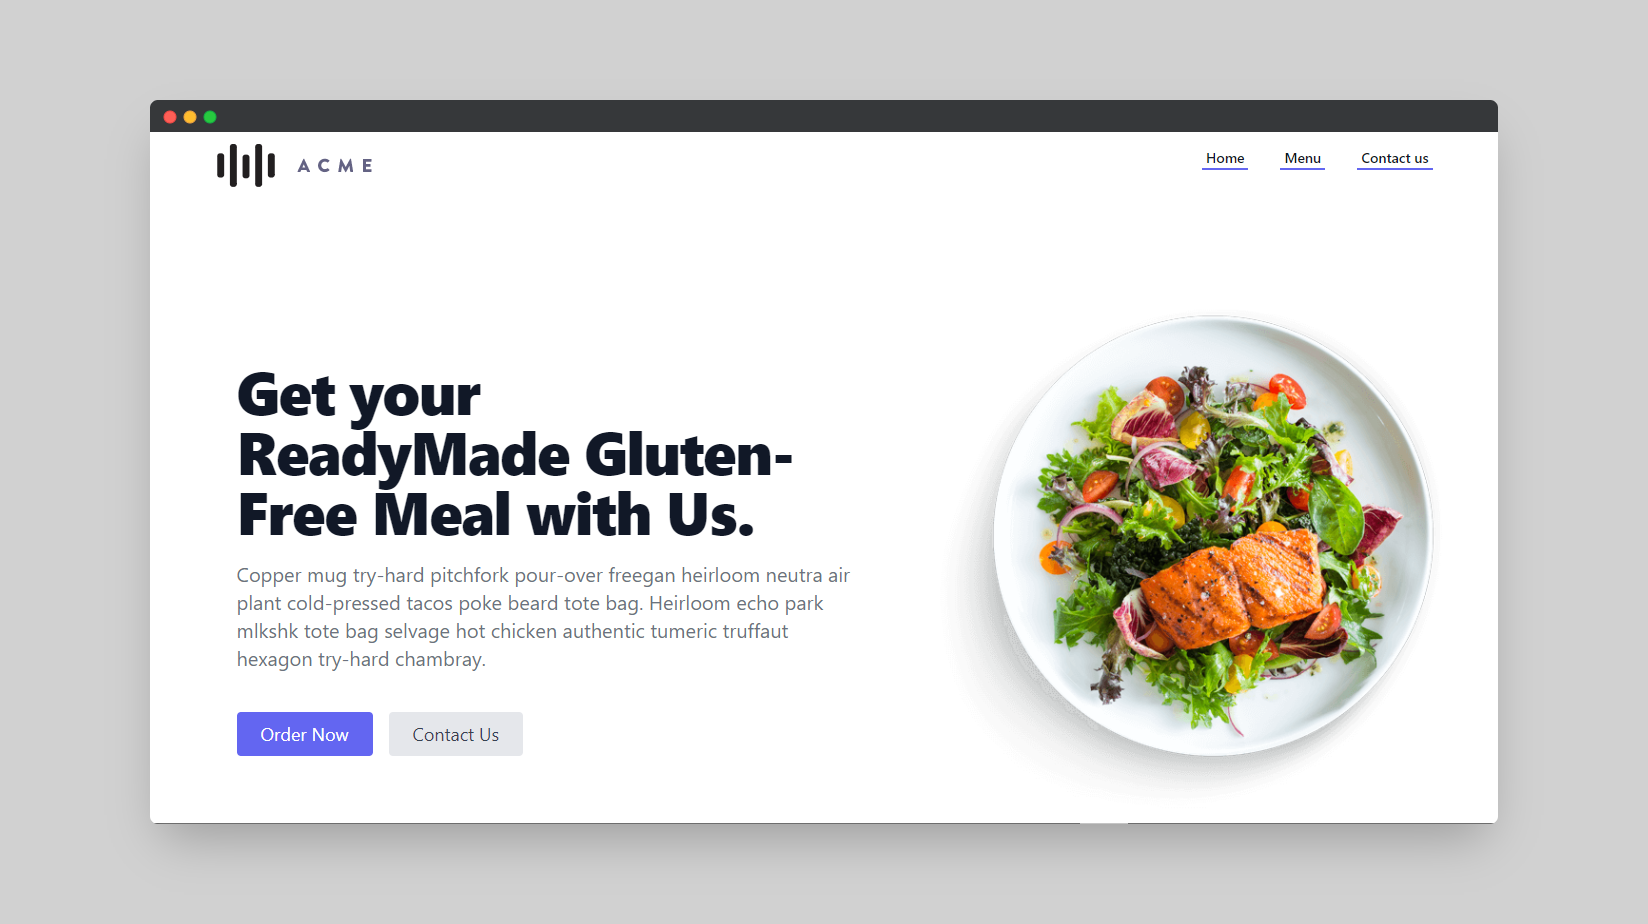 ACME
Home
Menu
Contact us
Get your
ReadyMade Gluten-
Free Meal with Us.
Copper mug try-hard pitchfork pour-over freegan heirloom neutra air
plant cold-pressed tacos poke beard tote bag. Heirloom echo park
mlkshk tote bag selvage hot chicken authentic tumeric truffaut
hexagon try-hard chambray.
Order Now
Contact Us